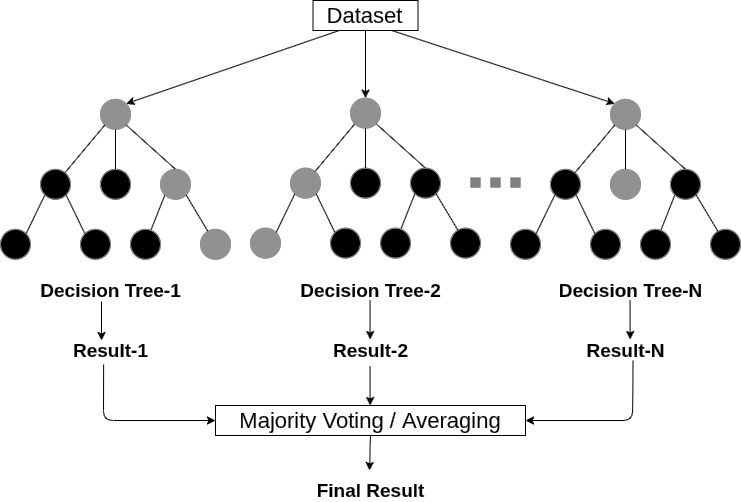 Dataset
Decision Tree-1
Decision Tree-2
Decision Tree-N
Result-1
Result-2
Result-N
Majority Voting / Averaging
Final Result